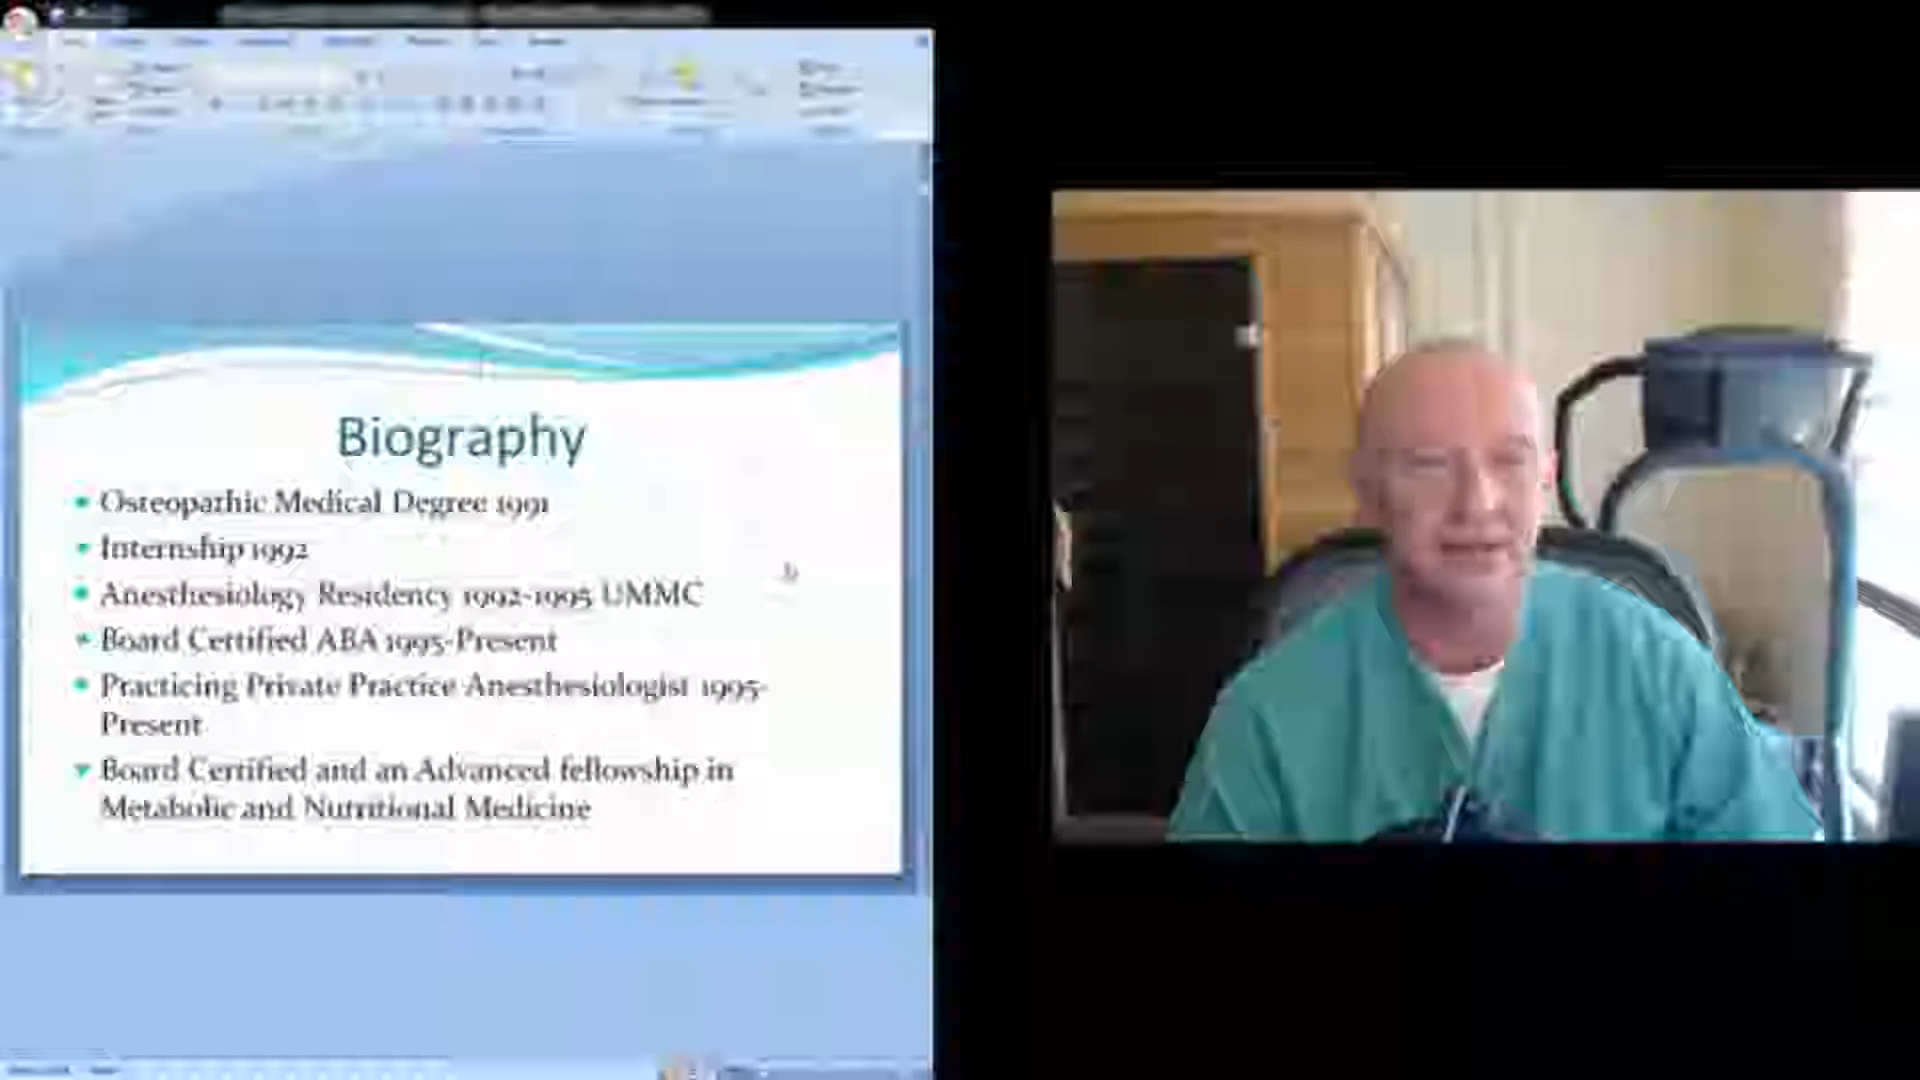 Biography
Osteopathic Medical Degree 1991
Internship 1992
Anesthesiology Residency 1992-1995 UMMC
Board Certified ABA 1995-Present
Practicing Private Practice Anesthesiologist 1995-
Present
Board Certified and an Advanced fellowship in
Metabolic and Nutritional Medicine